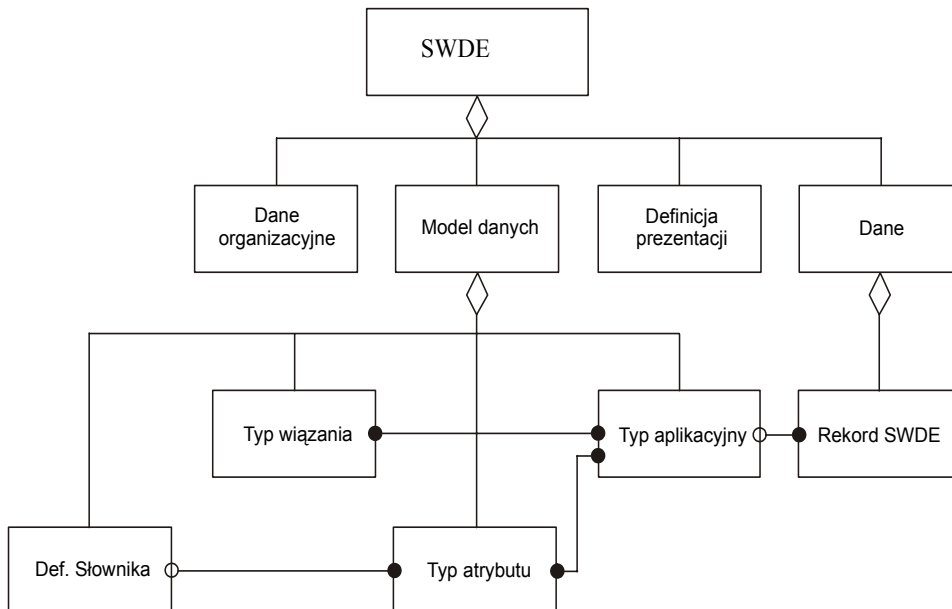 SWDE
Dane
organizacyjne
Model danych
Definicja
prezentacji
Dane
Typ wiązania
Typ aplikacyjny
Rekord SWDE
Def. Słownika
Typ atrybutu